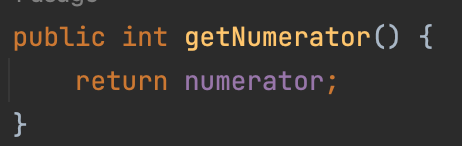 public int getNumerator() {
    return numerator;
}